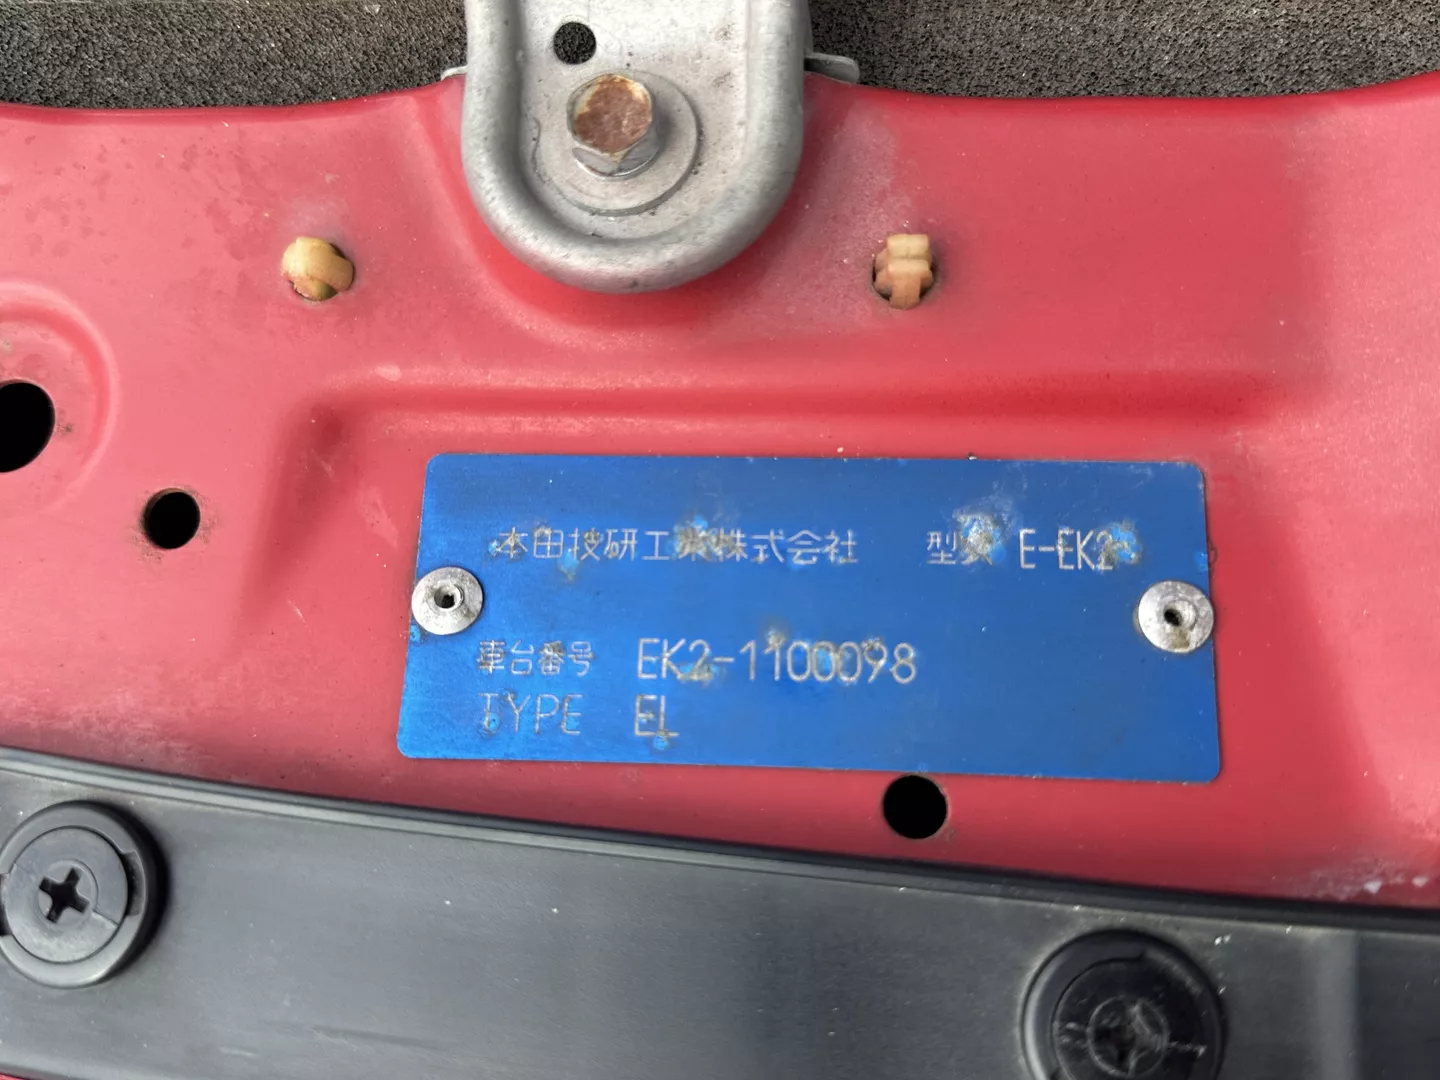 本田技研工業株式会社 型式 E-EK2
車台番号 EK2-1100098
TYPE EL